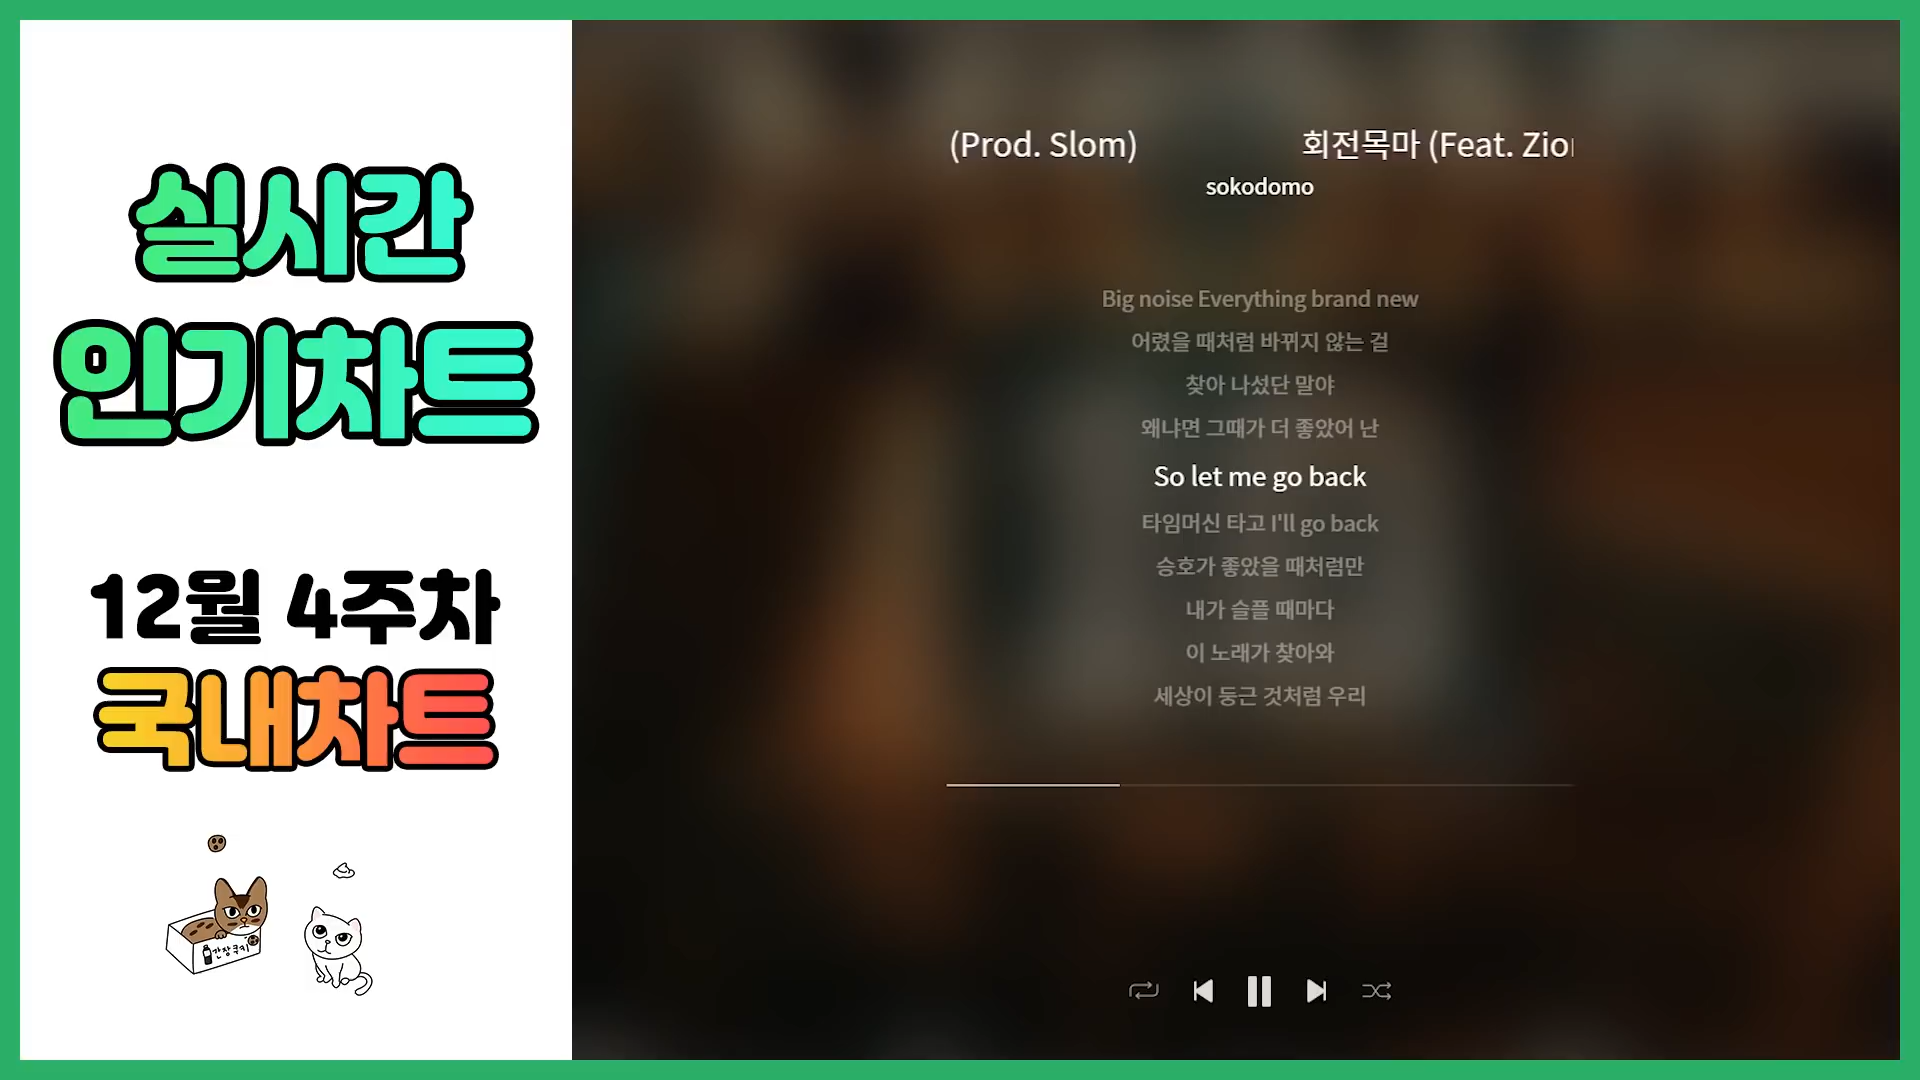 실시간
인기차트
12월 4주차
국내차트
간장쿡키
(Prod. Slom) 회전목마 (Feat. Zion
sokodomo
Big noise Everything brand new
어렸을 때처럼 바뀌지 않는 걸
찾아 나섰단 말야
왜냐면 그때가 더 좋았어 난
So let me go back
타임머신 타고 I'll go back
승호가 좋았을 때처럼만
내가 슬플 때마다
이 노래가 찾아와
세상이 둥근 것처럼 우리